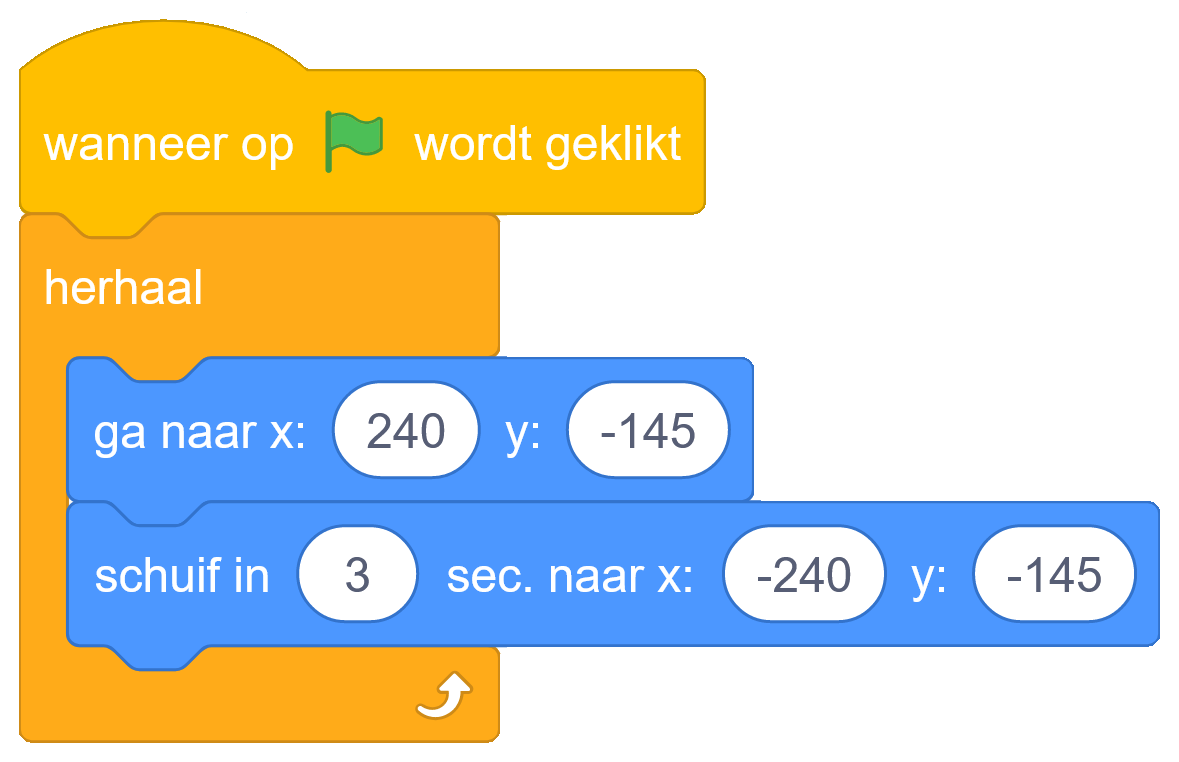 wanneer op wordt geklikt
herhaal
ga naar x: 240 y: -145
schuif in 3 sec. naar x: -240 y: -145